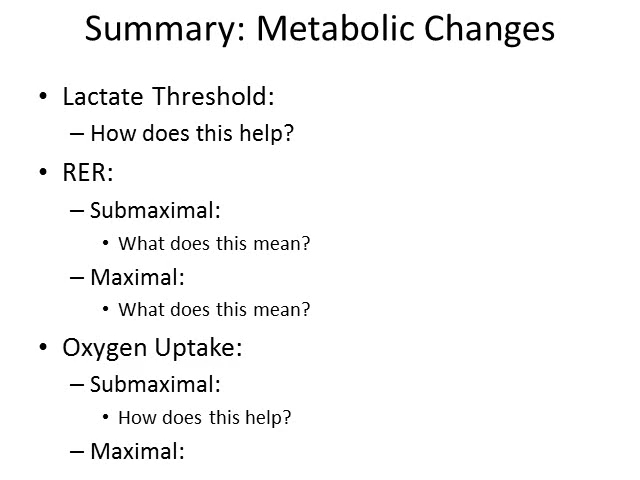 Summary: Metabolic Changes
• Lactate Threshold:
– How does this help?
• RER:
– Submaximal:
• What does this mean?
– Maximal:
• What does this mean?
• Oxygen Uptake:
– Submaximal:
• How does this help?
– Maximal: